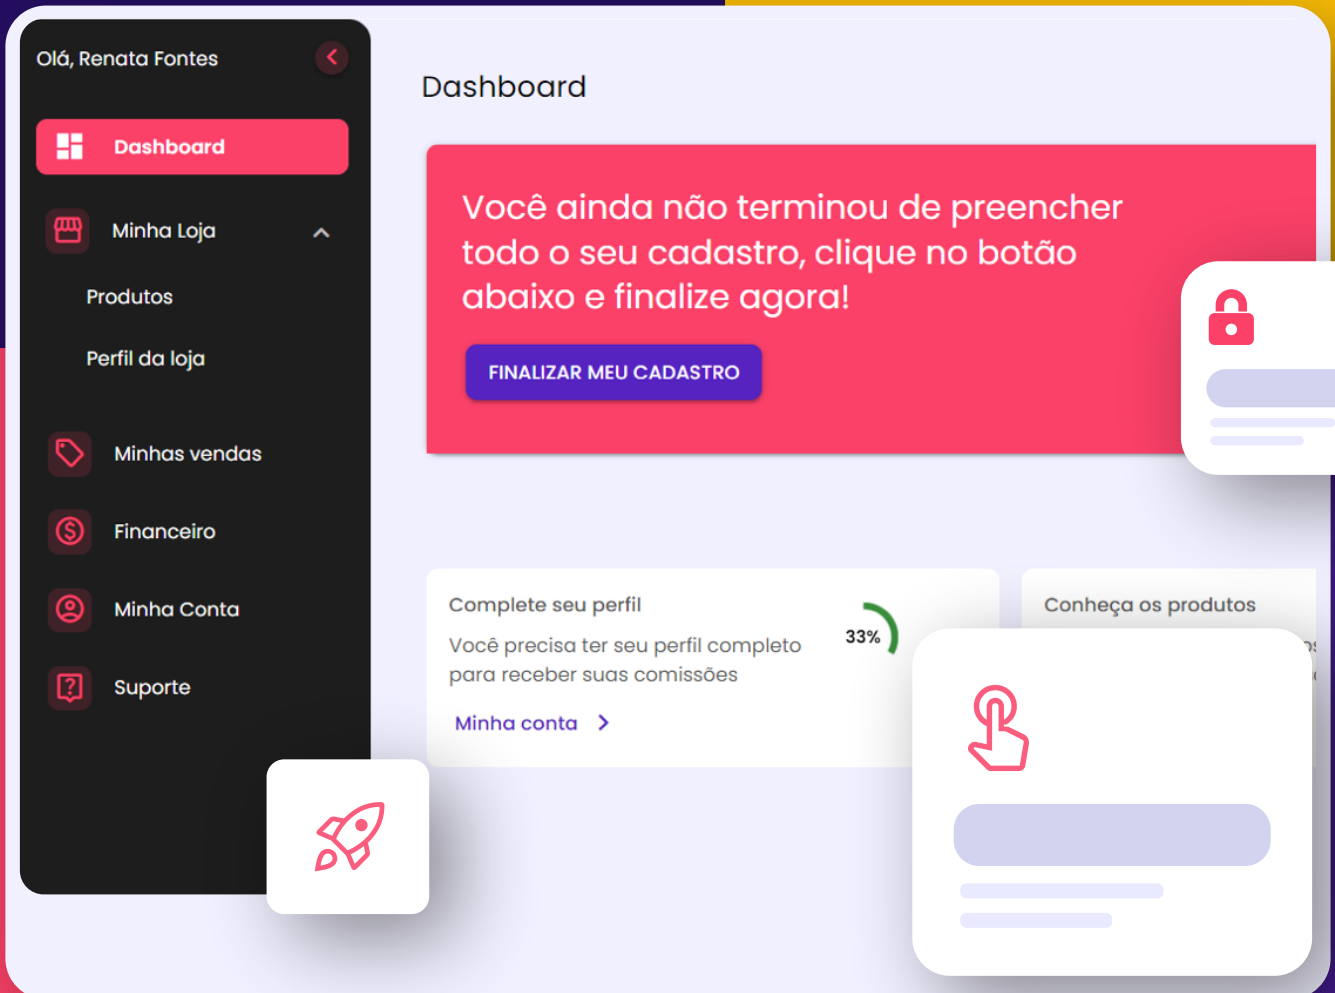 Olá, Renata Fontes
Dashboard
Minha Loja
Produtos
Perfil da loja
Minhas vendas
Financeiro
Minha Conta
Suporte
Dashboard
Você ainda não terminou de preencher
todo o seu cadastro, clique no botão
abaixo e finalize agora!
FINALIZAR MEU CADASTRO
Complete seu perfil
Você precisa ter seu perfil completo
para receber suas comissões
33%
Minha conta
Conheça os produtos